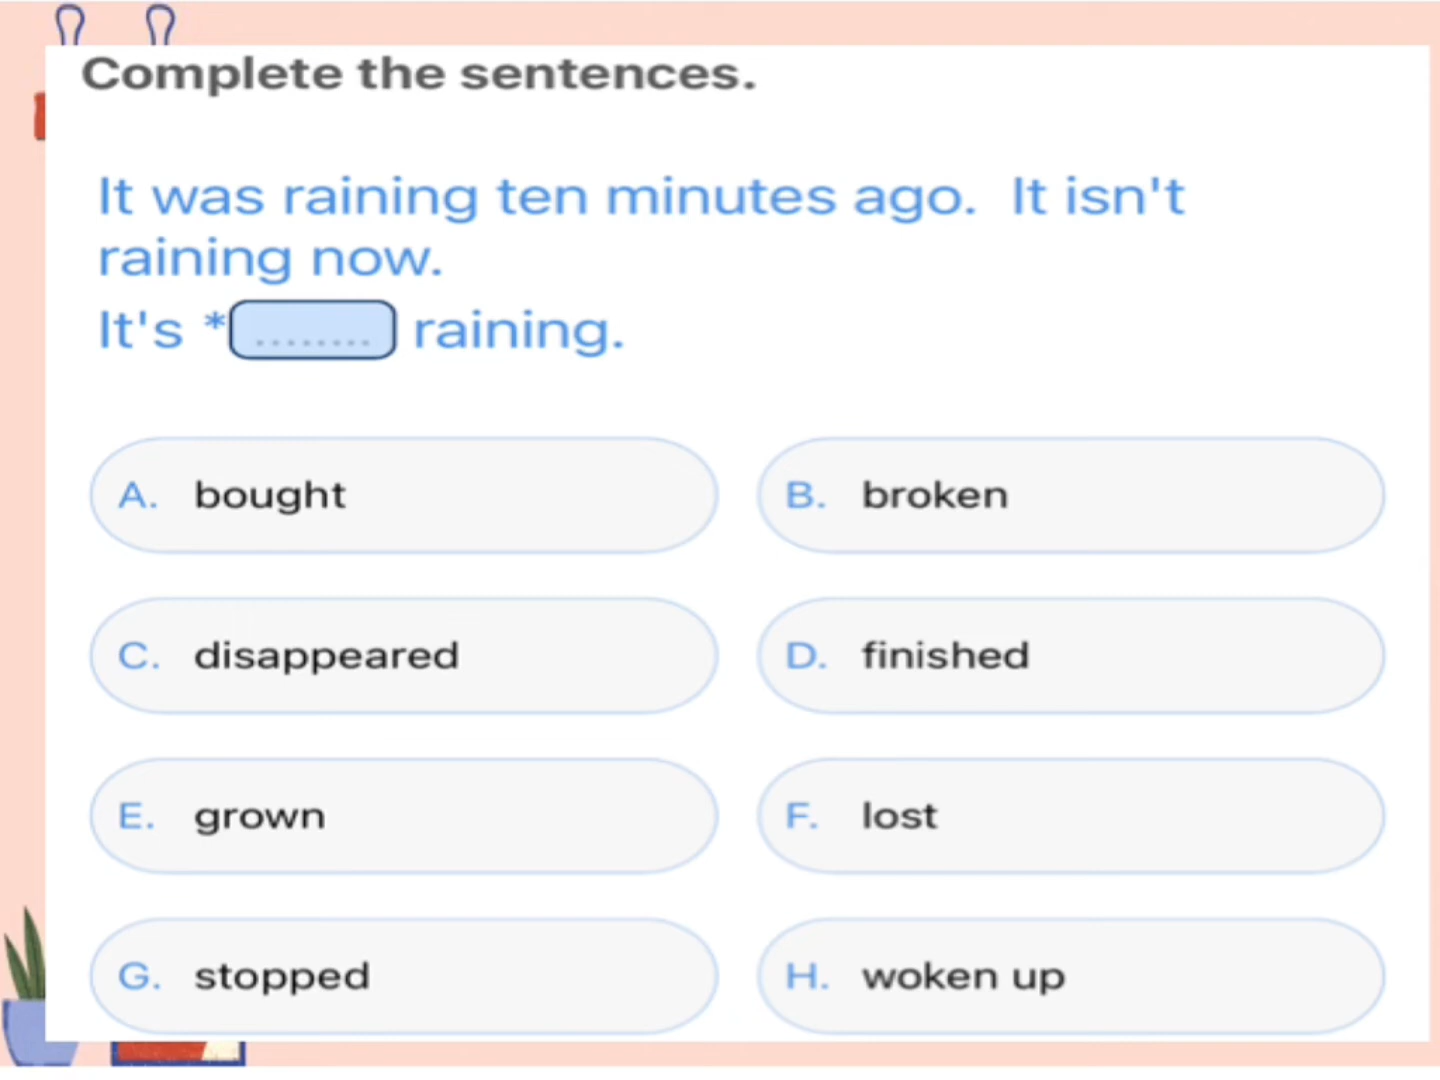 Complete the sentences.
It was raining ten minutes ago. It isn't
raining now.
It's *........ raining.
A. bought
B. broken
C. disappeared
D. finished
E. grown
F. lost
G. stopped
H. woken up